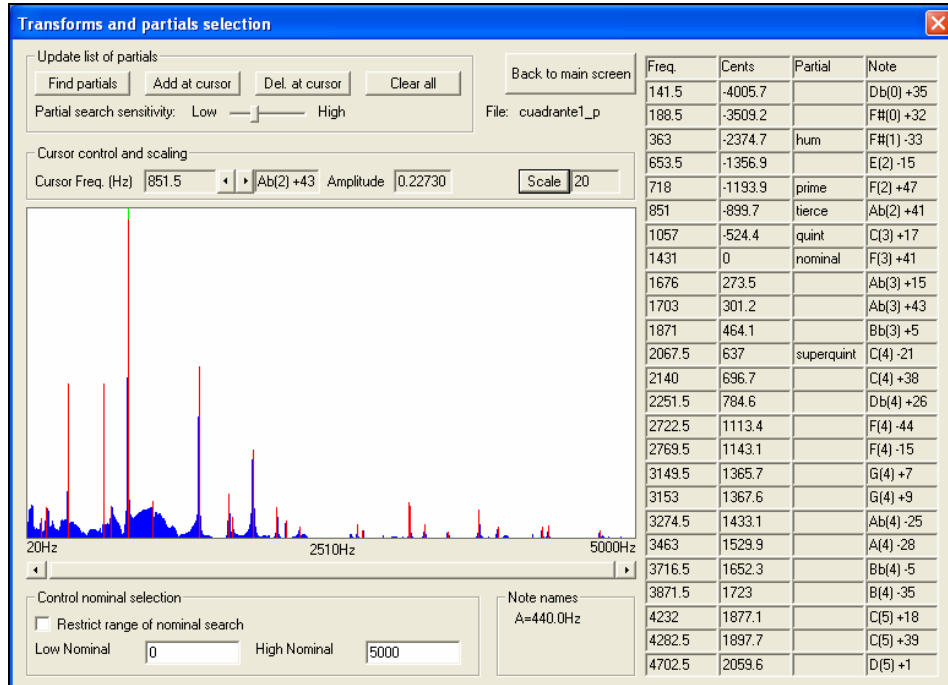 Transforms and partials selection
Update list of partials
Find partials Add at cursor Del. at cursor Clear all
Partial search sensitivity: Low High
Back to main screen
File: cuadrante1_p
Cursor control and scaling
Cursor Freq. (Hz) 851.5 Ab(2) +43 Amplitude 0.22730 Scale 20
20Hz 2510Hz 5000Hz
Control nominal selection
Restrict range of nominal search
Low Nominal 0 High Nominal 5000
Note names
A=440.0Hz
Freq. Cents Partial Note
141.5 -4005.7 Db(0) +35
188.5 -3509.2 F#(0) +32
363 -2374.7 hum F#(1) -33
653.5 -1356.9 E(2) -15
718 -1193.9 prime F(2) +47
851 -899.7 tierce Ab(2) +41
1057 -524.4 quint C(3) +17
1431 0 nominal F(3) +41
1676 273.5 Ab(3) +15
1703 301.2 Ab(3) +43
1871 464.1 Bb(3) +5
2067.5 637 superquint C(4) -21
2140 696.7 C(4) +38
2251.5 784.6 Db(4) +26
2722.5 1113.4 F(4) -44
2769.5 1143.1 F(4) -15
3149.5 1365.7 G(4) +7
3153 1367.6 G(4) +9
3274.5 1433.1 Ab(4) -25
3463 1529.9 A(4) -28
3716.5 1652.3 Bb(4) -5
3871.5 1723 B(4) -35
4232 1877.1 C(5) +18
4282.5 1897.7 C(5) +39
4702.5 2059.6 D(5) +1